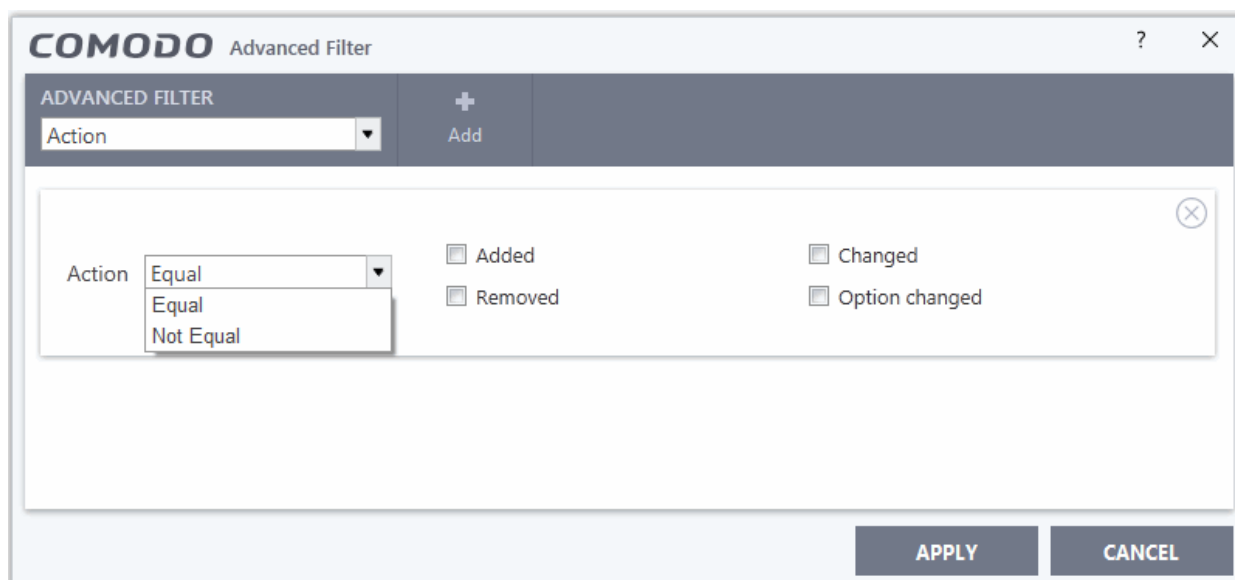 COMODO Advanced Filter ?
ADVANCED FILTER
Action
Add
Action Equal
Equal
Not Equal
Added
Changed
Removed
Option changed
APPLY
CANCEL